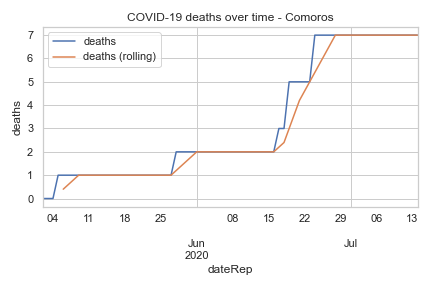 COVID-19 deaths over time - Comoros
deaths
deaths (rolling)
deaths
7
6
5
4
3
2
1
0
04 11 18 25 08 15 22 29 06 13
Jun Jul
2020
dateRep